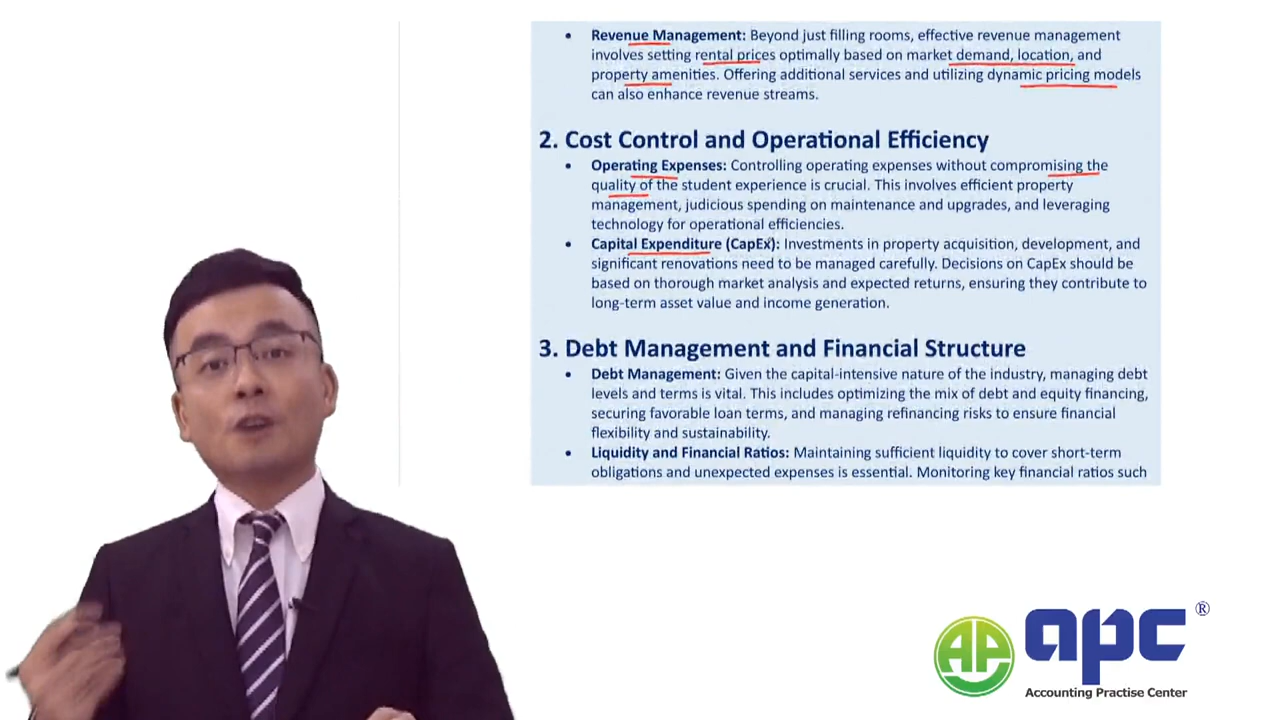 • Revenue Management: Beyond just filling rooms, effective revenue management
involves setting rental prices optimally based on market demand, location, and
property amenities. Offering additional services and utilizing dynamic pricing models
can also enhance revenue streams.
2. Cost Control and Operational Efficiency
• Operating Expenses: Controlling operating expenses without compromising the
quality of the student experience is crucial. This involves efficient property
management, judicious spending on maintenance and upgrades, and leveraging
technology for operational efficiencies.
• Capital Expenditure (CapEx): Investments in property acquisition, development, and
significant renovations need to be managed carefully. Decisions on CapEx should be
based on thorough market analysis and expected returns, ensuring they contribute to
long-term asset value and income generation.
3. Debt Management and Financial Structure
• Debt Management: Given the capital-intensive nature of the industry, managing debt
levels and terms is vital. This includes optimizing the mix of debt and equity financing,
securing favorable loan terms, and managing refinancing risks to ensure financial
flexibility and sustainability.
• Liquidity and Financial Ratios: Maintaining sufficient liquidity to cover short-term
obligations and unexpected expenses is essential. Monitoring key financial ratios such
AP apc ®
Accounting Practise Center